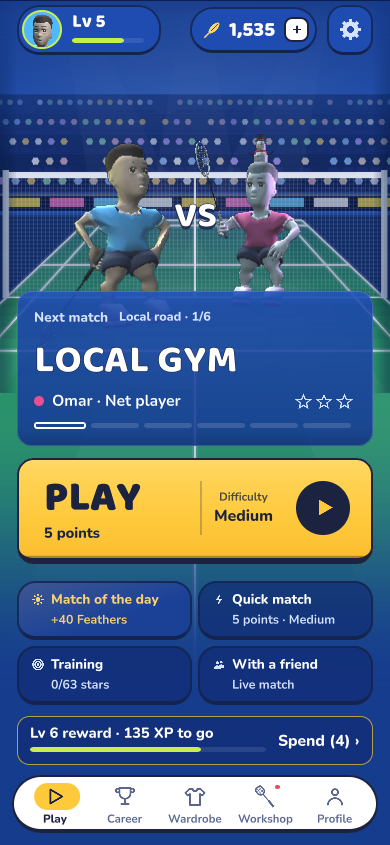 Lv 5
1,535 +
VS
Next match Local road · 1/6
LOCAL GYM
Omar · Net player
PLAY
5 points
Difficulty
Medium
Match of the day
+40 Feathers
Quick match
5 points · Medium
Training
0/63 stars
With a friend
Live match
Lv 6 reward · 135 XP to go
Spend (4) ›
Play
Career
Wardrobe
Workshop
Profile